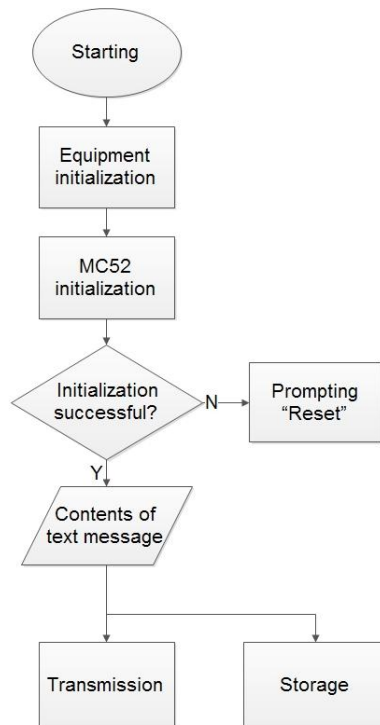 Starting
Equipment
initialization
MC52
initialization
Initialization
successful?
N
Prompting
“Reset”
Y
Contents of
text message
Transmission
Storage